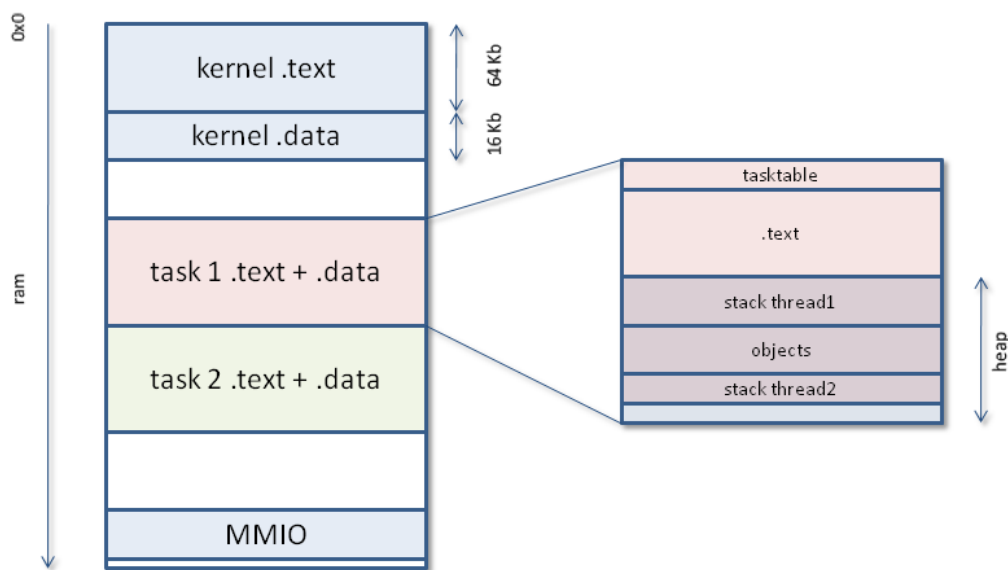 0x0
ram
kernel .text
64 Kb
kernel .data
16 Kb
task 1 .text + .data
task 2 .text + .data
MMIO
tasktable
.text
stack thread1
objects
stack thread2
heap